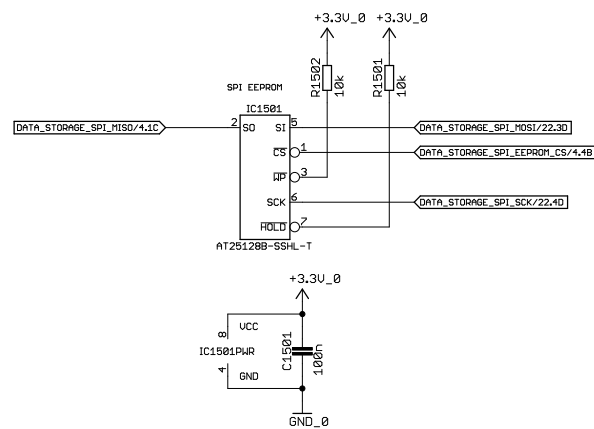 +3.3V_0 +3.3V_0
R1502 10k R1501 10k
SPI EEPROM
IC1501
DATA_STORAGE_SPI_MISO/4.1C 2 SO SI 5 DATA_STORAGE_SPI_MOSI/22.3D
CS 1 DATA_STORAGE_SPI_EEPROM_CS/4.4B
WP 3
SCK 6 DATA_STORAGE_SPI_SCK/22.4D
HOLD 7
AT25128B-SSHL-T
+3.3V_0
8 VCC
IC1501PWR C1501 100n
4 GND
GND_0